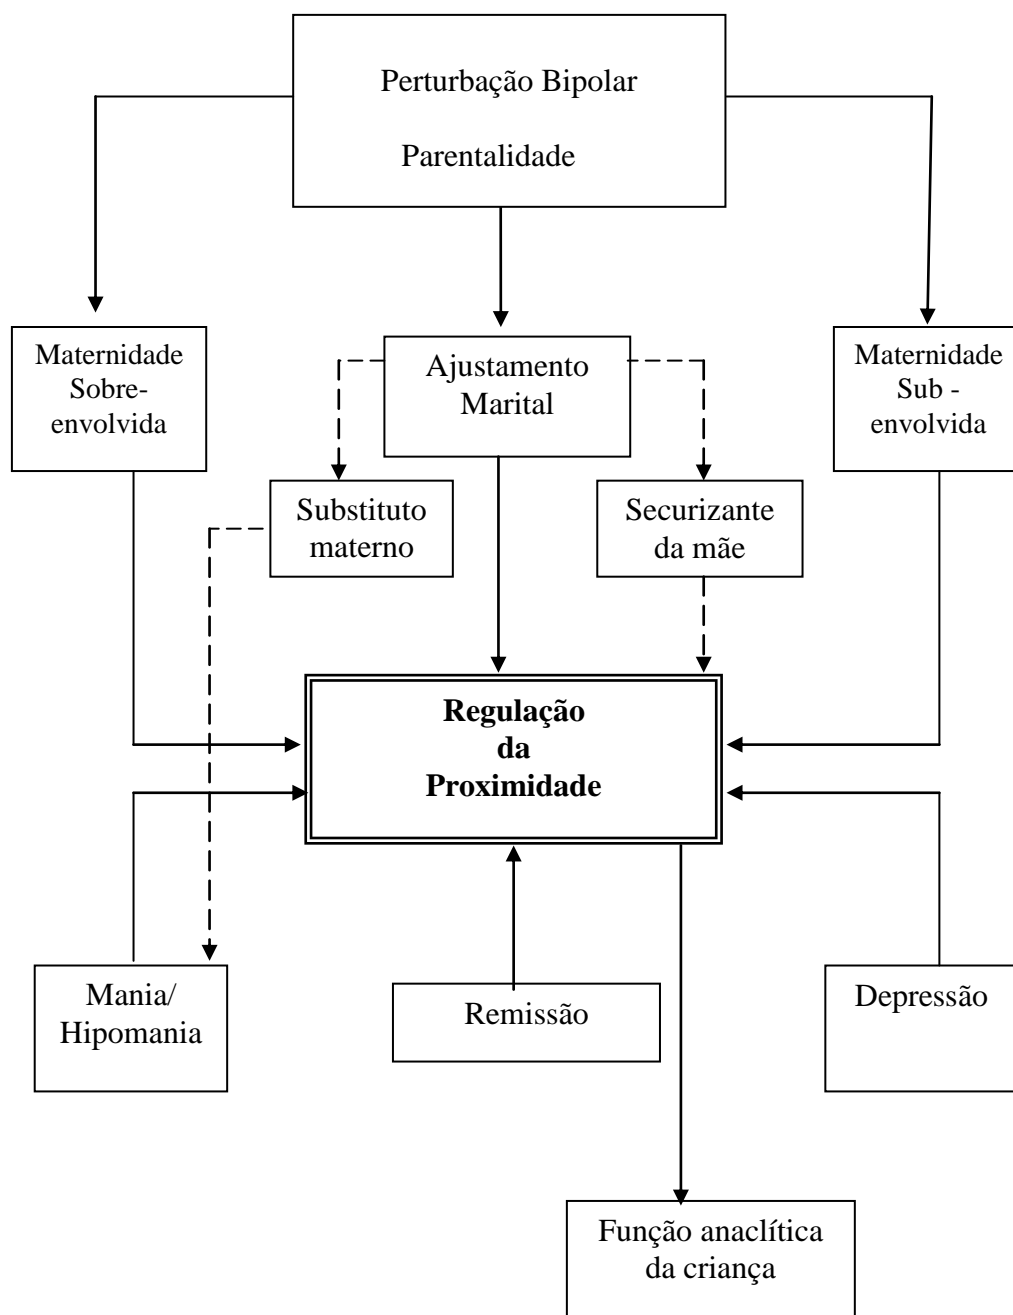 Perturbação Bipolar
Parentalidade
Maternidade
Sobre-
envolvida
Ajustamento
Marital
Maternidade
Sub -
envolvida
Substituto
materno
Securizante
da mãe
Regulação
da
Proximidade
Mania/
Hipomania
Remissão
Depressão
Função anaclítica
da criança